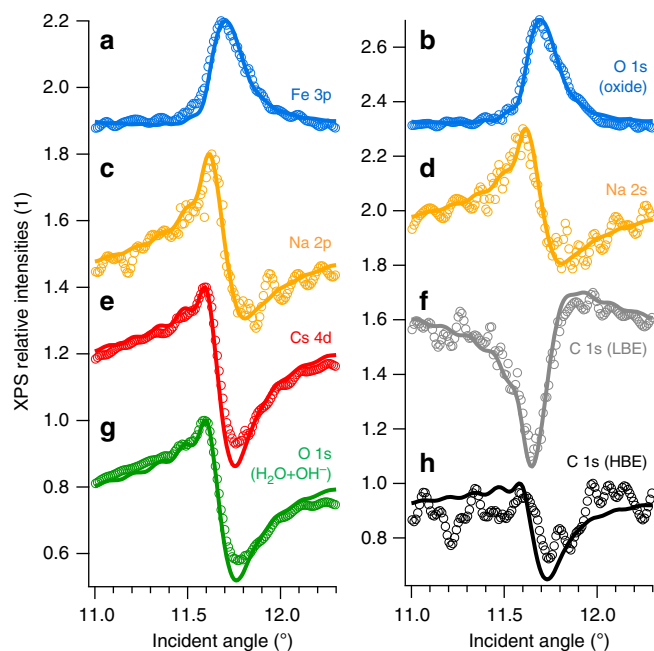 2.2
a
Fe 3p
2.0
1.8
c
Na 2p
1.6
1.4
e
Cs 4d
1.2
1.0
g
O 1s
(H₂O+OH⁻)
0.8
0.6
XPS relative intensities (1)
11.0 11.5 12.0
Incident angle (°)
b
2.6
O 1s
(oxide)
2.4
2.2
d
Na 2s
2.0
1.8
f
1.6
C 1s (LBE)
1.4
1.2
h
C 1s (HBE)
1.0
0.8
11.0 11.5 12.0
Incident angle (°)